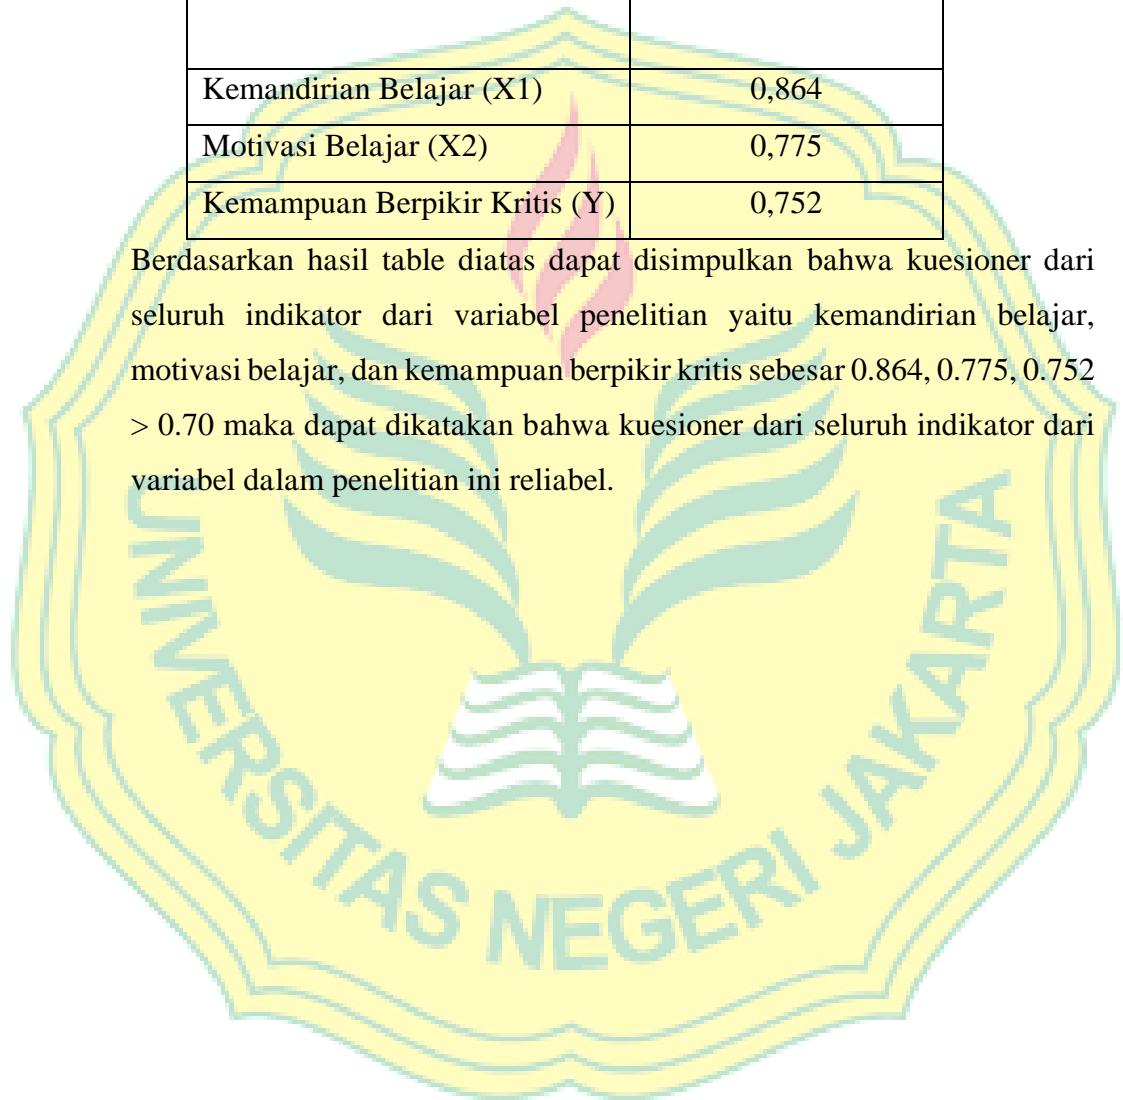 Kemandirian Belajar (X1) 0,864
Motivasi Belajar (X2) 0,775
Kemampuan Berpikir Kritis (Y) 0,752
Berdasarkan hasil table diatas dapat disimpulkan bahwa kuesioner dari
seluruh indikator dari variabel penelitian yaitu kemandirian belajar,
motivasi belajar, dan kemampuan berpikir kritis sebesar 0.864, 0.775, 0.752
> 0.70 maka dapat dikatakan bahwa kuesioner dari seluruh indikator dari
variabel dalam penelitian ini reliabel.
UNIVERSITAS NEGERI JAKARTA